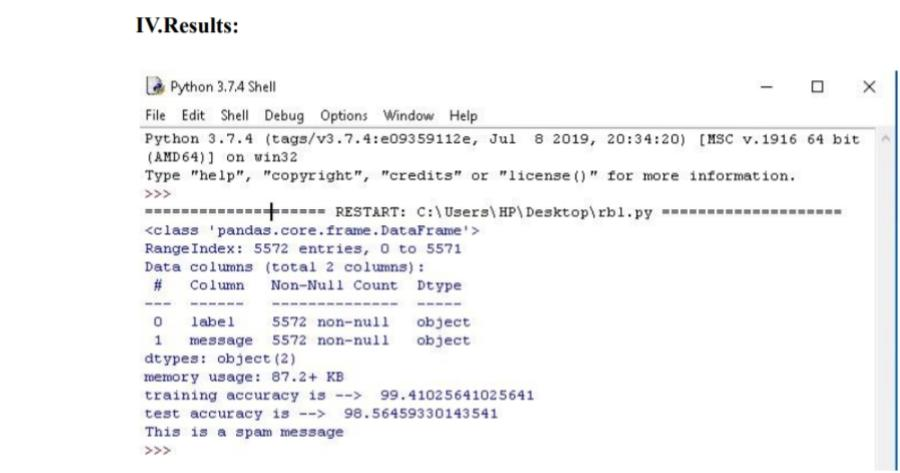 IV.Results:
Python 3.7.4 Shell
File Edit Shell Debug Options Window Help
Python 3.7.4 (tags/v3.7.4:e09359112e, Jul 8 2019, 20:34:20) [MSC v.1916 64 bit
(AMD64)] on win32
Type "help", "copyright", "credits" or "license()" for more information.
>>>
==================== RESTART: C:\Users\HP\Desktop\rb1.py ====================
<class 'pandas.core.frame.DataFrame'>
RangeIndex: 5572 entries, 0 to 5571
Data columns (total 2 columns):
# Column Non-Null Count Dtype
--- ------ -------------- -----
0 label 5572 non-null object
1 message 5572 non-null object
dtypes: object(2)
memory usage: 87.2+ KB
training accuracy is --> 99.41025641025641
test accuracy is --> 98.56459330143541
This is a spam message
>>>